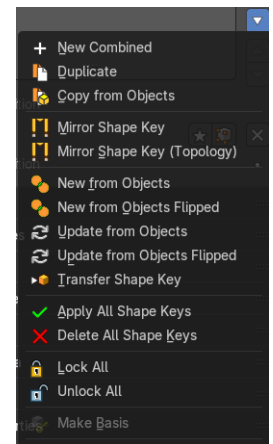 New Combined
Duplicate
Copy from Objects
Mirror Shape Key
Mirror Shape Key (Topology)
New from Objects
New from Objects Flipped
Update from Objects
Update from Objects Flipped
Transfer Shape Key
Apply All Shape Keys
Delete All Shape Keys
Lock All
Unlock All
Make Basis